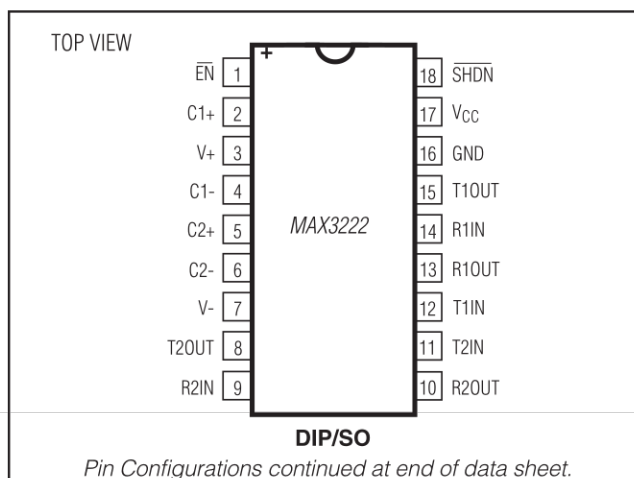 TOP VIEW
+
E̅N̅ 1 18 S̅H̅D̅N̅
C1+ 2 17 VCC
V+ 3 16 GND
C1- 4 15 T1OUT
C2+ 5 MAX3222 14 R1IN
C2- 6 13 R1OUT
V- 7 12 T1IN
T2OUT 8 11 T2IN
R2IN 9 10 R2OUT
DIP/SO
Pin Configurations continued at end of data sheet.